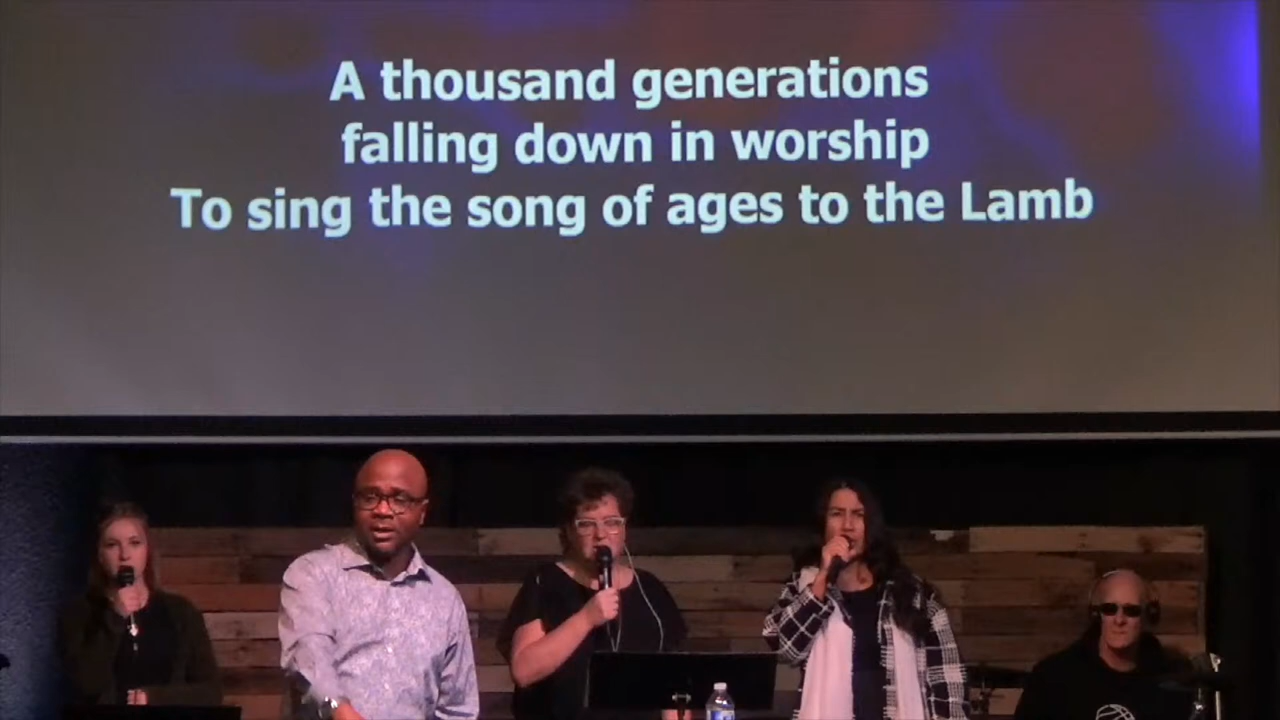 A thousand generations
falling down in worship
To sing the song of ages to the Lamb